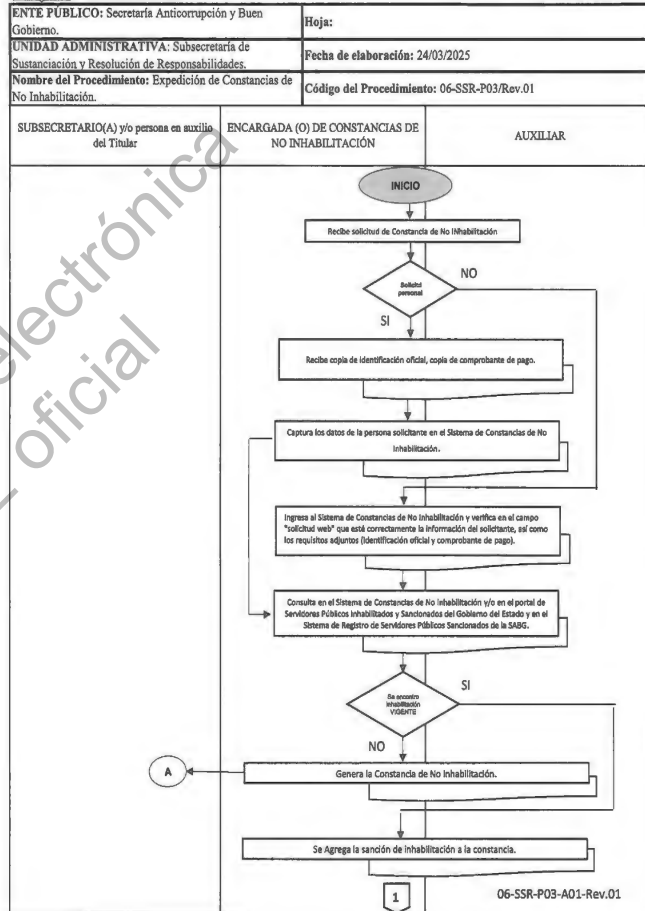 ENTE PÚBLICO: Secretaría Anticorrupción y Buen
Gobierno.
Hoja:
UNIDAD ADMINISTRATIVA: Subsecretaría de
Sustanciación y Resolución de Responsabilidades.
Fecha de elaboración: 24/03/2025
Nombre del Procedimiento: Expedición de Constancias de
No Inhabilitación.
Código del Procedimiento: 06-SSR-P03/Rev.01
SUBSECRETARIO(A) y/o persona en auxilio
del Titular
ENCARGADA (O) DE CONSTANCIAS DE
NO INHABILITACIÓN
AUXILIAR
INICIO
Recibe solicitud de Constancia de No INhabilitación
Solicitd
personal
NO
SI
Recibe copia de identificación oficial, copia de comprobante de pago.
Captura los datos de la persona solicitante en el Sistema de Constancias de No
Inhabilitación.
Ingresa al Sistema de Constancias de No Inhabilitación y verifica en el campo
"solicitud web" que esté correctamente la información del solicitante, así como
los requisitos adjuntos (identificación oficial y comprobante de pago).
Consulta en el Sistema de Constancias de No Inhabilitación y/o en el portal de
Servidores Públicos Inhabilitados y Sancionados del Gobierno del Estado y en el
Sistema de Registro de Servidores Públicos Sancionados de la SABG.
Se encontro
inhabilitación
VIGENTE
SI
NO
A
Genera la Constancia de No Inhabilitación.
Se Agrega la sanción de inhabilitación a la constancia.
1
06-SSR-P03-A01-Rev.01
electrónica
oficial